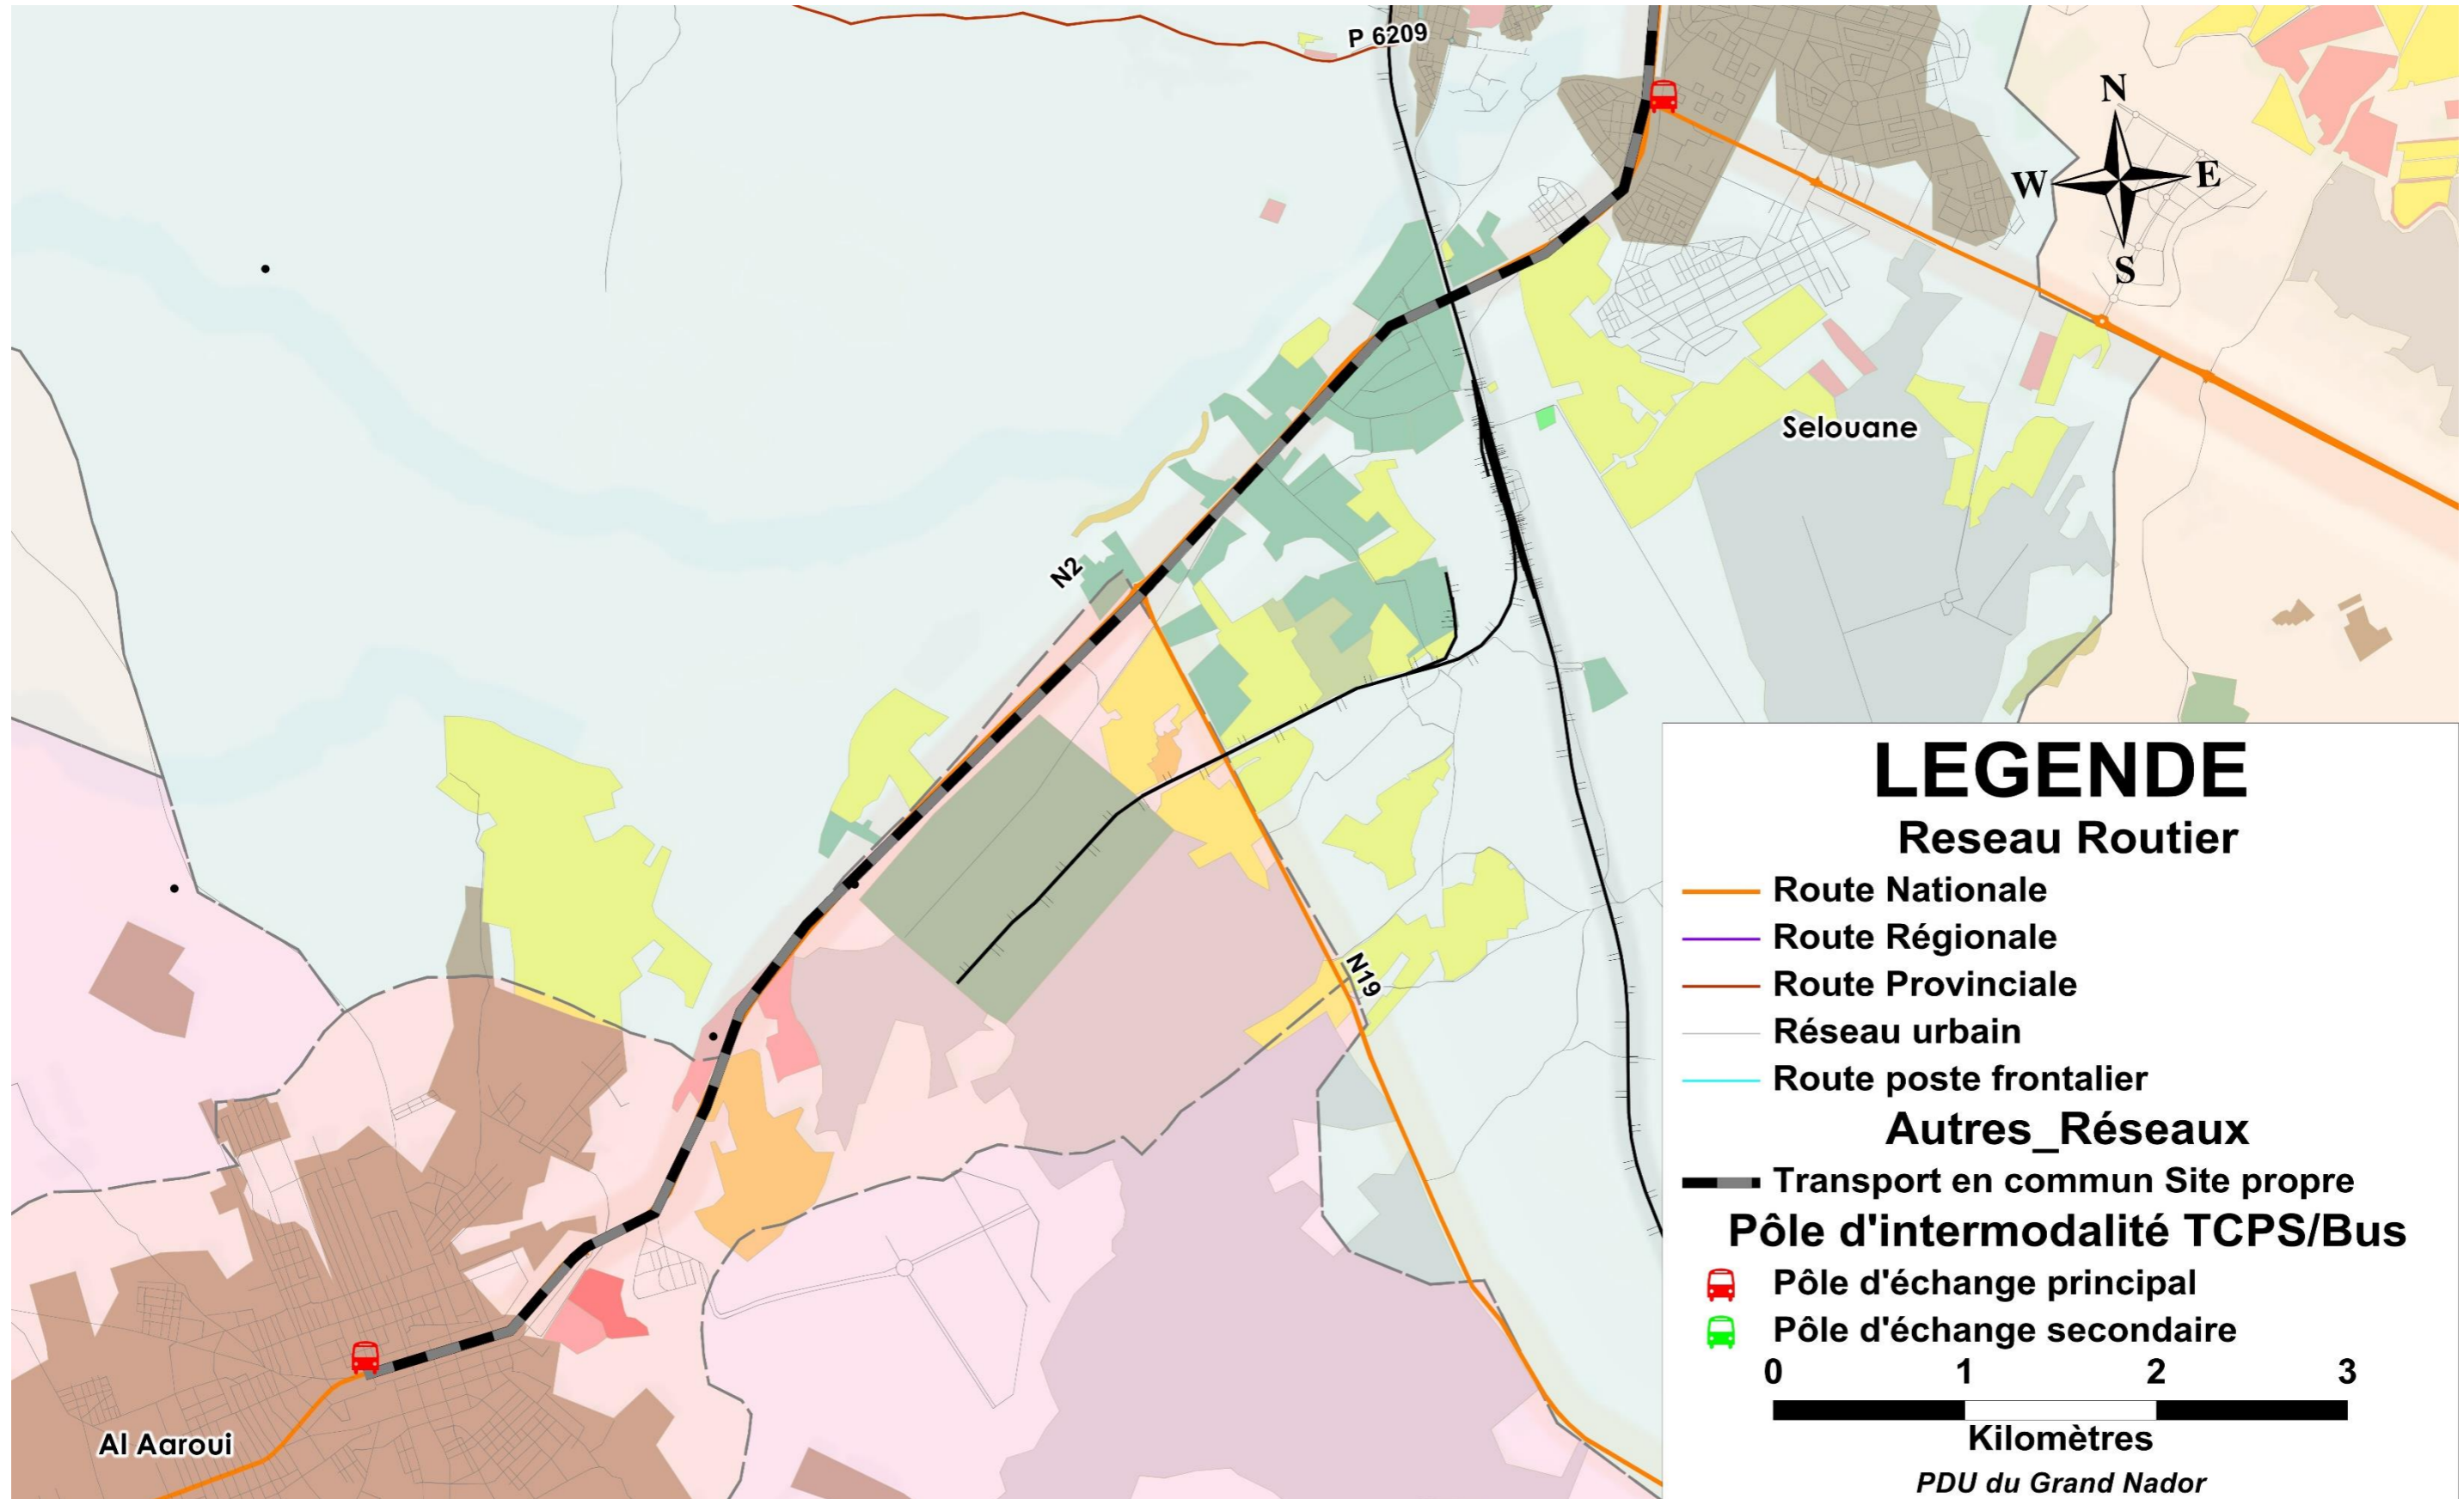 P 6209
N
W
E
S
Selouane
N2
N19
Al Aaroui
LEGENDE
Reseau Routier
Route Nationale
Route Régionale
Route Provinciale
Réseau urbain
Route poste frontalier
Autres_Réseaux
Transport en commun Site propre
Pôle d'intermodalité TCPS/Bus
Pôle d'échange principal
Pôle d'échange secondaire
0 1 2 3
Kilomètres
PDU du Grand Nador